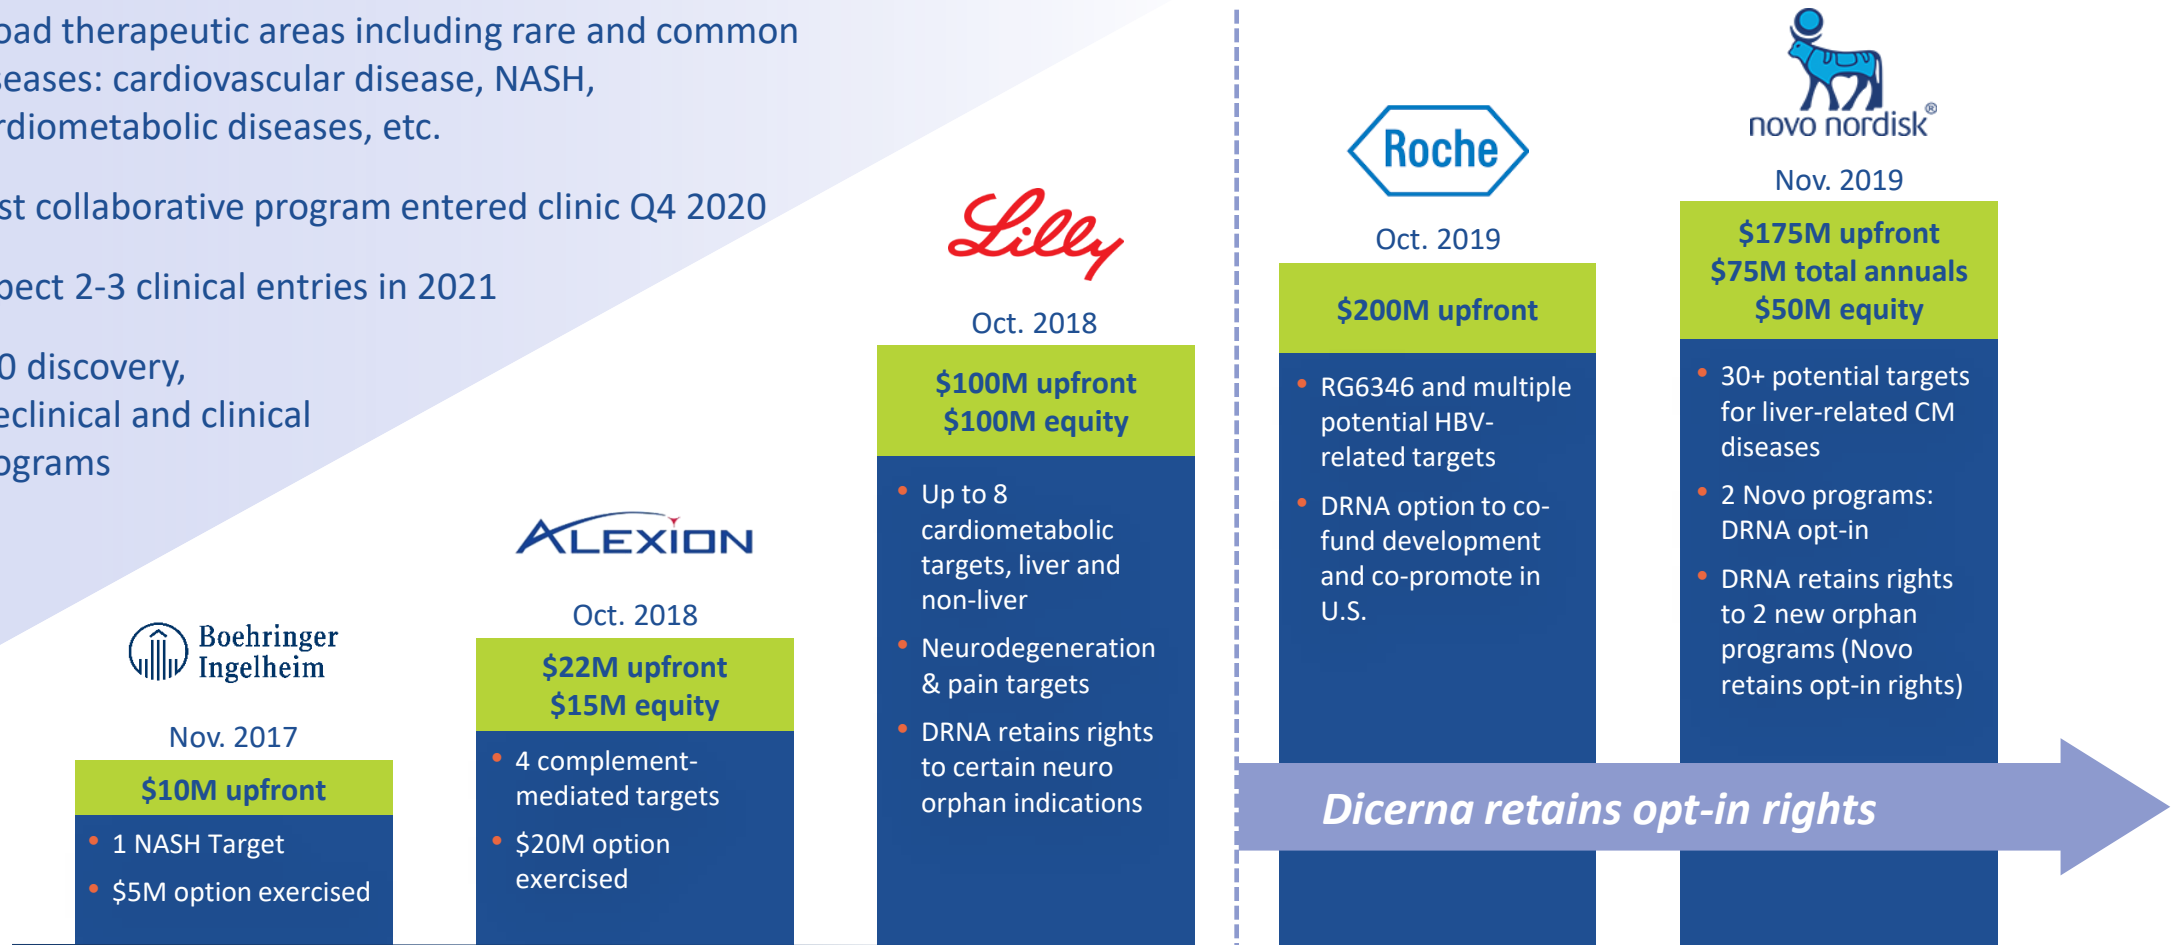 oad therapeutic areas including rare and common
seases: cardiovascular disease, NASH,
rdiometabolic diseases, etc.
st collaborative program entered clinic Q4 2020
pect 2-3 clinical entries in 2021
0 discovery,
eclinical and clinical
ograms
Boehringer
Ingelheim
Nov. 2017
$10M upfront
• 1 NASH Target
• $5M option exercised
ALEXION
Oct. 2018
$22M upfront
$15M equity
• 4 complement-
mediated targets
• $20M option
exercised
Lilly
Oct. 2018
$100M upfront
$100M equity
• Up to 8
cardiometabolic
targets, liver and
non-liver
• Neurodegeneration
& pain targets
• DRNA retains rights
to certain neuro
orphan indications
Roche
Oct. 2019
$200M upfront
• RG6346 and multiple
potential HBV-
related targets
• DRNA option to co-
fund development
and co-promote in
U.S.
novo nordisk®
Nov. 2019
$175M upfront
$75M total annuals
$50M equity
• 30+ potential targets
for liver-related CM
diseases
• 2 Novo programs:
DRNA opt-in
• DRNA retains rights
to 2 new orphan
programs (Novo
retains opt-in rights)
Dicerna retains opt-in rights